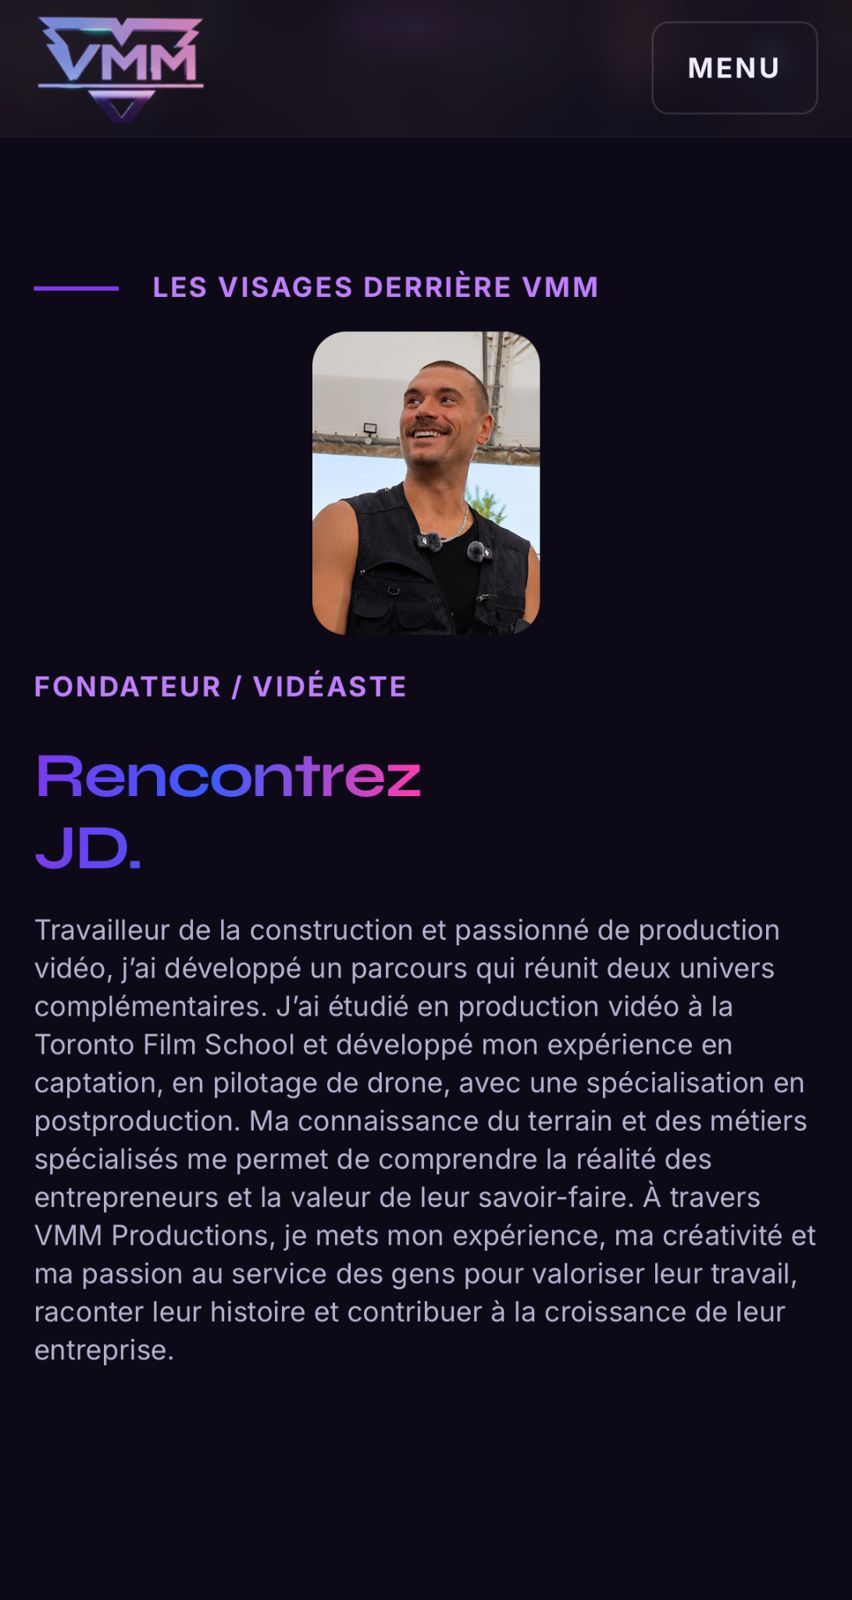 VMM
MENU
LES VISAGES DERRIÈRE VMM
FONDATEUR / VIDÉASTE
Rencontrez
JD.
Travailleur de la construction et passionné de production
vidéo, j’ai développé un parcours qui réunit deux univers
complémentaires. J’ai étudié en production vidéo à la
Toronto Film School et développé mon expérience en
captation, en pilotage de drone, avec une spécialisation en
postproduction. Ma connaissance du terrain et des métiers
spécialisés me permet de comprendre la réalité des
entrepreneurs et la valeur de leur savoir-faire. À travers
VMM Productions, je mets mon expérience, ma créativité et
ma passion au service des gens pour valoriser leur travail,
raconter leur histoire et contribuer à la croissance de leur
entreprise.